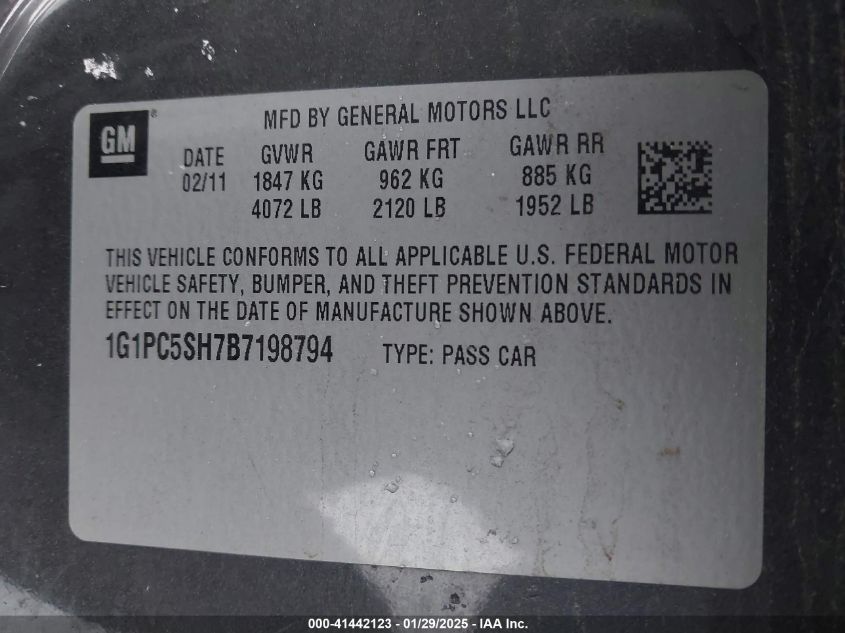 MFD BY GENERAL MOTORS LLC
GM®
DATE GVWR GAWR FRT GAWR RR
02/11 1847 KG 962 KG 885 KG
4072 LB 2120 LB 1952 LB
THIS VEHICLE CONFORMS TO ALL APPLICABLE U.S. FEDERAL MOTOR
VEHICLE SAFETY, BUMPER, AND THEFT PREVENTION STANDARDS IN
EFFECT ON THE DATE OF MANUFACTURE SHOWN ABOVE.
1G1PC5SH7B7198794 TYPE: PASS CAR
000-41442123 - 01/29/2025 - IAA Inc.